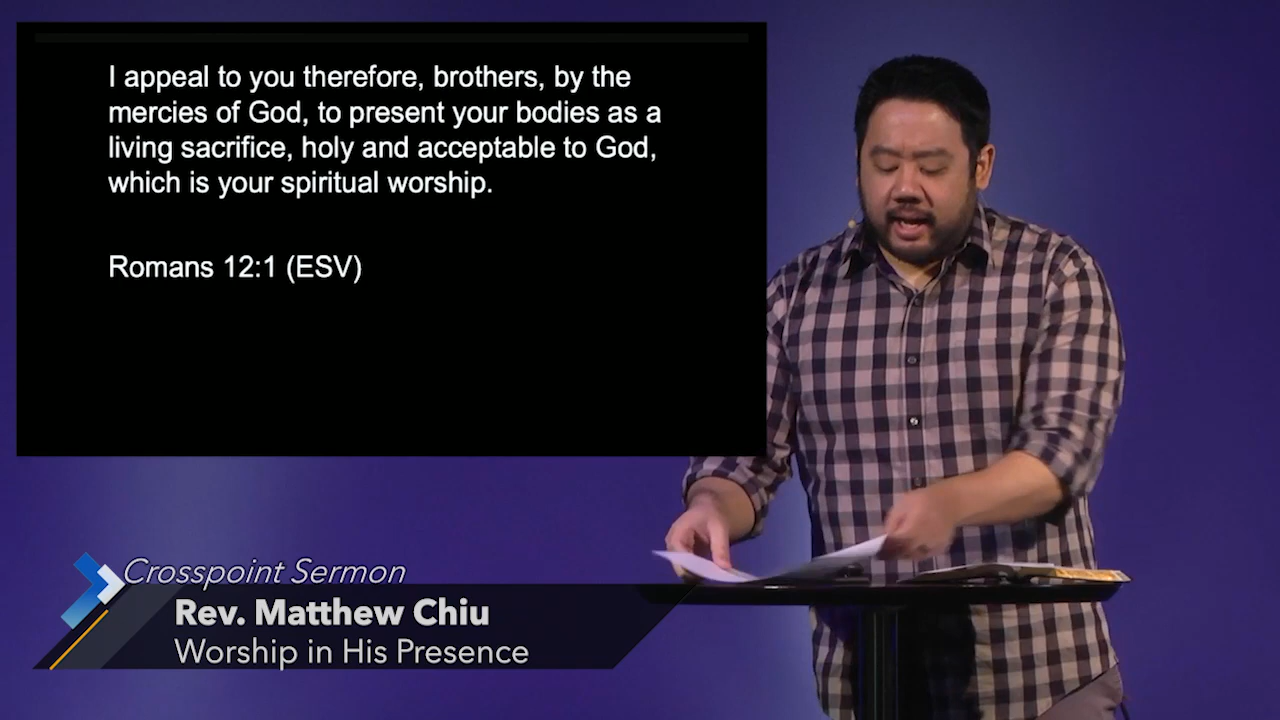 I appeal to you therefore, brothers, by the
mercies of God, to present your bodies as a
living sacrifice, holy and acceptable to God,
which is your spiritual worship.
Romans 12:1 (ESV)
Crosspoint Sermon
Rev. Matthew Chiu
Worship in His Presence